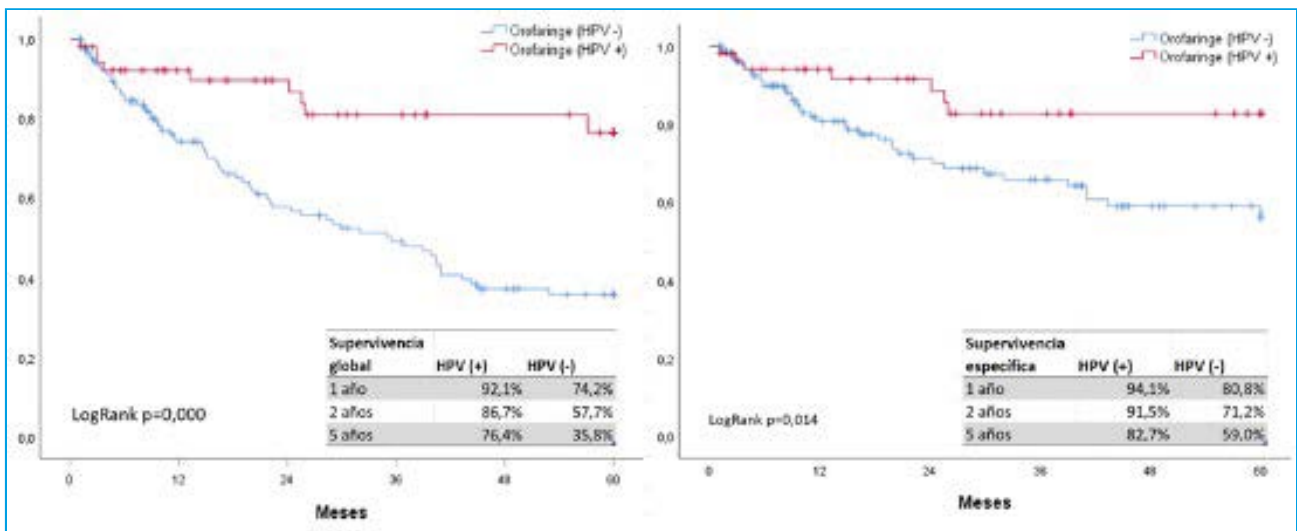 Orofaringe (HPV -)
Orofaringe (HPV +)
1,0
0,8
0,6
0,4
0,2
0,0
Supervivencia
global HPV (+) HPV (-)
1 año 92,1% 74,2%
2 años 86,7% 57,7%
5 años 76,4% 35,8%
LogRank p=0,000
0 12 24 36 48 60
Meses
Orofaringe (HPV -)
Orofaringe (HPV +)
1,0
0,8
0,6
0,4
0,2
0,0
Supervivencia
específica HPV (+) HPV (-)
1 año 94,1% 80,8%
2 años 91,5% 71,2%
5 años 82,7% 59,0%
LogRank p=0,014
0 12 24 36 48 60
Meses